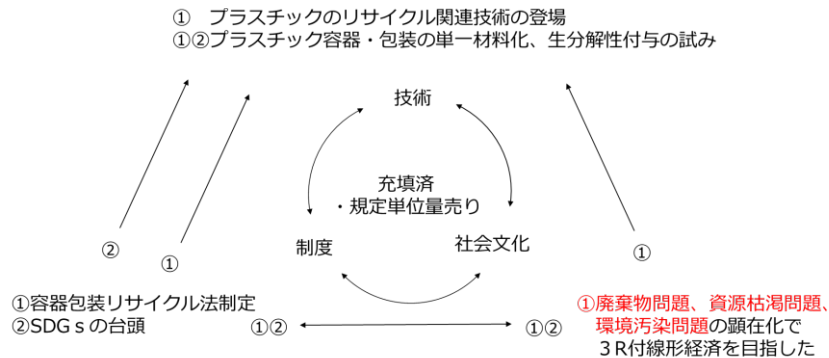 ① プラスチックのリサイクル関連技術の登場
①②プラスチック容器・包装の単一材料化、生分解性付与の試み
技術
充填済
・規定単位量売り
制度
社会文化
②
①
①
①容器包装リサイクル法制定
②SDGｓの台頭
①②
①②
①廃棄物問題、資源枯渇問題、
環境汚染問題の顕在化で
３R付線形経済を目指した